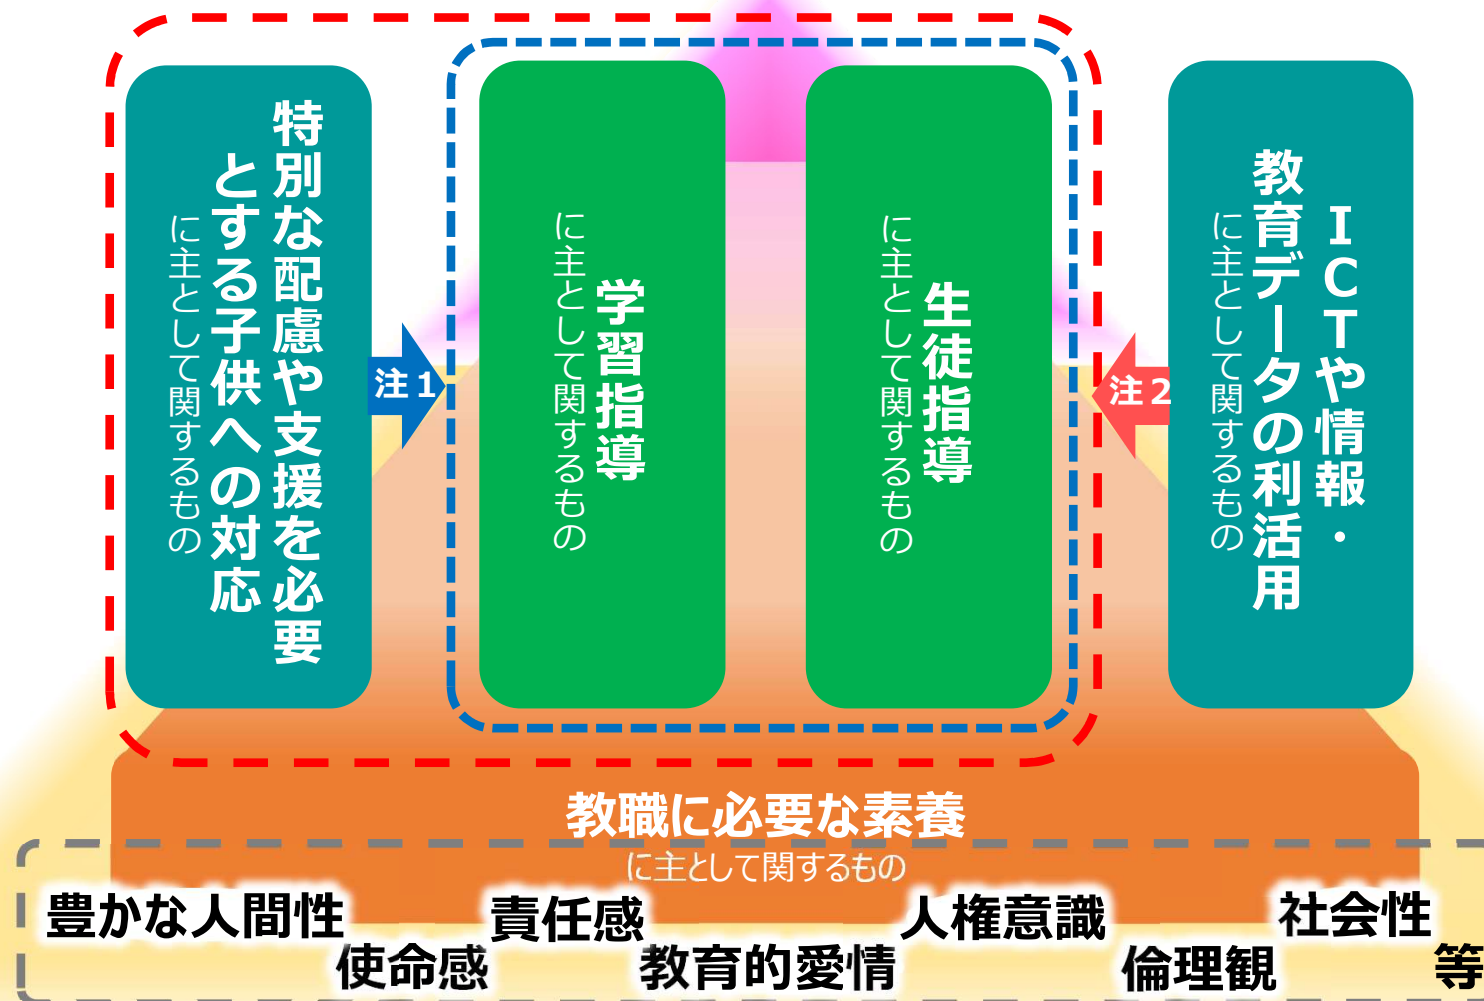 特別な配慮や支援を必要
とする子供への対応
に主として関するもの
注１
学習指導
に主として関するもの
生徒指導
に主として関するもの
注２
ＩＣＴや情報・
教育データの利活用
に主として関するもの
教職に必要な素養
に主として関するもの
豊かな人間性
使命感
責任感
教育的愛情
人権意識
倫理観
社会性
等